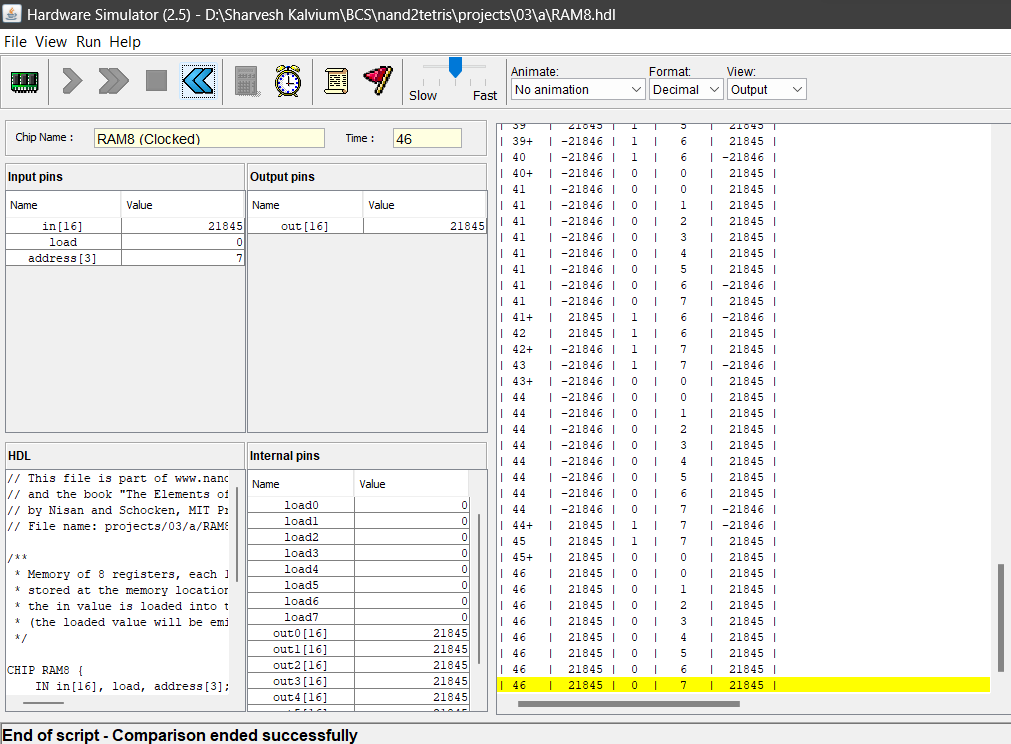 Hardware Simulator (2.5) - D:\Sharvesh Kalvium\BCS\nand2tetris\projects\03\a\RAM8.hdl
File View Run Help
Slow Fast
Animate: Format: View:
No animation Decimal Output
Chip Name : RAM8 (Clocked) Time : 46
Input pins
Name Value
in[16] 21845
load 0
address[3] 7
Output pins
Name Value
out[16] 21845
HDL
// This file is part of www.nand
// and the book "The Elements of
// by Nisan and Schocken, MIT Pr
// File name: projects/03/a/RAM8
/**
* Memory of 8 registers, each 1
* stored at the memory location
* the in value is loaded into t
* (the loaded value will be emi
*/
CHIP RAM8 {
IN in[16], load, address[3];
Internal pins
Name Value
load0 0
load1 0
load2 0
load3 0
load4 0
load5 0
load6 0
load7 0
out0[16] 21845
out1[16] 21845
out2[16] 21845
out3[16] 21845
out4[16] 21845
| 39 | 21845 | 1 | 5 | 21845 |
| 39+ | -21846 | 1 | 6 | 21845 |
| 40 | -21846 | 1 | 6 | -21846 |
| 40+ | -21846 | 0 | 0 | 21845 |
| 41 | -21846 | 0 | 0 | 21845 |
| 41 | -21846 | 0 | 1 | 21845 |
| 41 | -21846 | 0 | 2 | 21845 |
| 41 | -21846 | 0 | 3 | 21845 |
| 41 | -21846 | 0 | 4 | 21845 |
| 41 | -21846 | 0 | 5 | 21845 |
| 41 | -21846 | 0 | 6 | -21846 |
| 41 | -21846 | 0 | 7 | 21845 |
| 41+ | 21845 | 1 | 6 | -21846 |
| 42 | 21845 | 1 | 6 | 21845 |
| 42+ | -21846 | 1 | 7 | 21845 |
| 43 | -21846 | 1 | 7 | -21846 |
| 43+ | -21846 | 0 | 0 | 21845 |
| 44 | -21846 | 0 | 0 | 21845 |
| 44 | -21846 | 0 | 1 | 21845 |
| 44 | -21846 | 0 | 2 | 21845 |
| 44 | -21846 | 0 | 3 | 21845 |
| 44 | -21846 | 0 | 4 | 21845 |
| 44 | -21846 | 0 | 5 | 21845 |
| 44 | -21846 | 0 | 6 | 21845 |
| 44 | -21846 | 0 | 7 | -21846 |
| 44+ | 21845 | 1 | 7 | -21846 |
| 45 | 21845 | 1 | 7 | 21845 |
| 45+ | 21845 | 0 | 0 | 21845 |
| 46 | 21845 | 0 | 0 | 21845 |
| 46 | 21845 | 0 | 1 | 21845 |
| 46 | 21845 | 0 | 2 | 21845 |
| 46 | 21845 | 0 | 3 | 21845 |
| 46 | 21845 | 0 | 4 | 21845 |
| 46 | 21845 | 0 | 5 | 21845 |
| 46 | 21845 | 0 | 6 | 21845 |
| 46 | 21845 | 0 | 7 | 21845 |
End of script - Comparison ended successfully